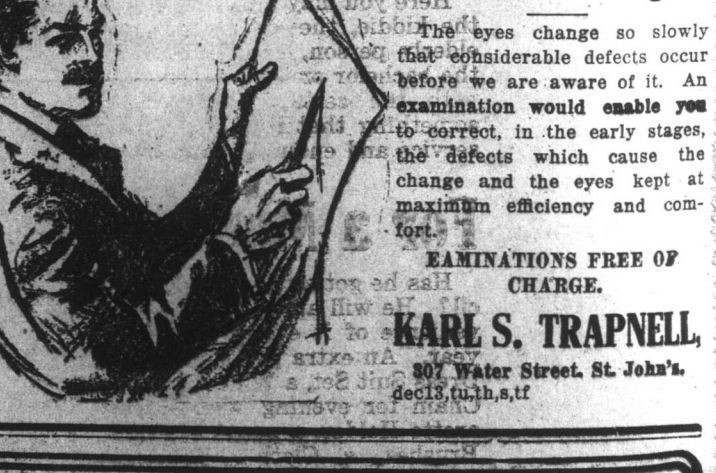 The eyes change so slowly
that considerable defects occur
before we are aware of it. An
examination would enable you
to correct, in the early stages,
the defects which cause the
change and the eyes kept at
maximum efficiency and com-
fort.
EAMINATIONS FREE OF
CHARGE.
KARL S. TRAPNELL,
307 Water Street. St. John's.
dec13,tu,th,s,tf